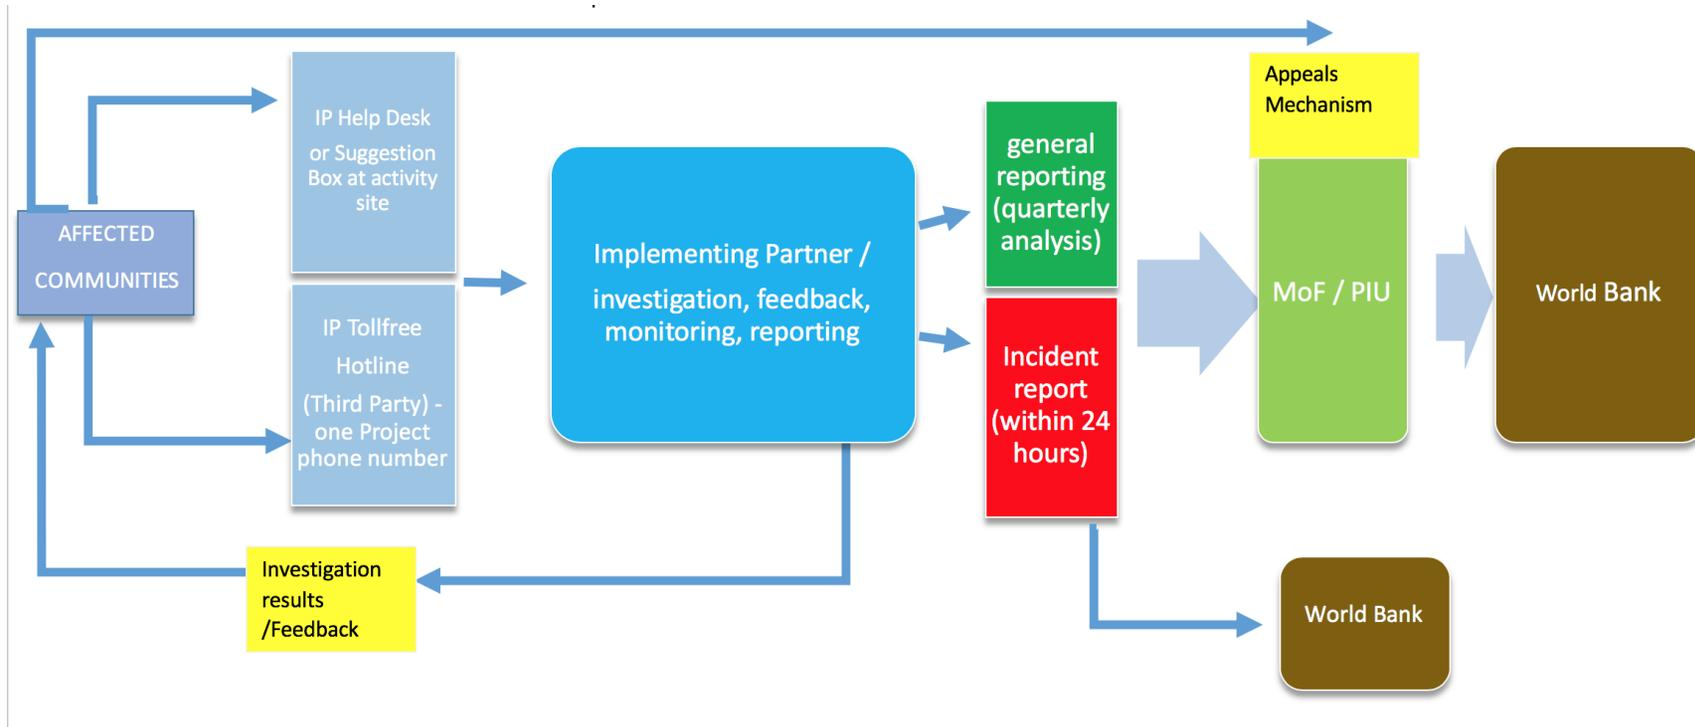 AFFECTED
COMMUNITIES
IP Help Desk
or Suggestion
Box at activity
site
IP Tollfree
Hotline
(Third Party) -
one Project
phone number
Investigation
results
/Feedback
Implementing Partner /
investigation, feedback,
monitoring, reporting
general
reporting
(quarterly
analysis)
Incident
report
(within 24
hours)
Appeals
Mechanism
MoF / PIU
World Bank
World Bank